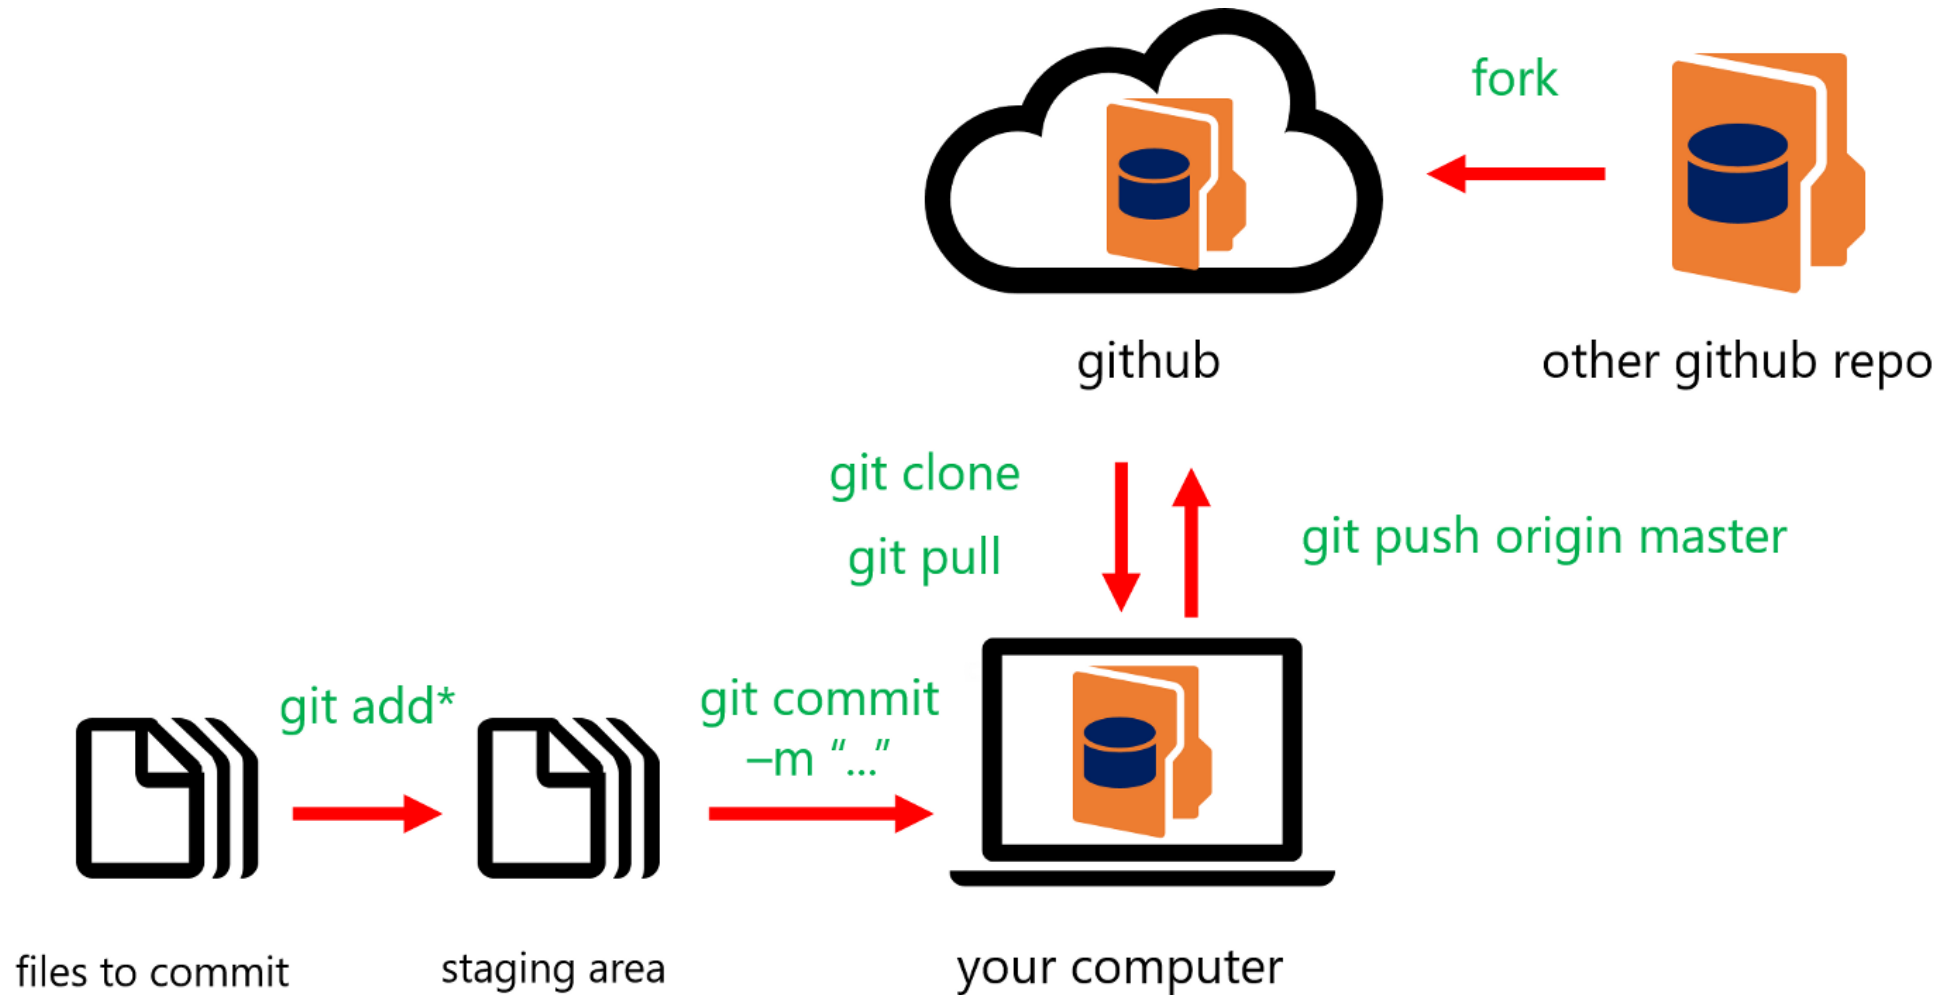 fork
github
other github repo
git clone
git pull
git push origin master
git add*
git commit
–m “...”
files to commit
staging area
your computer